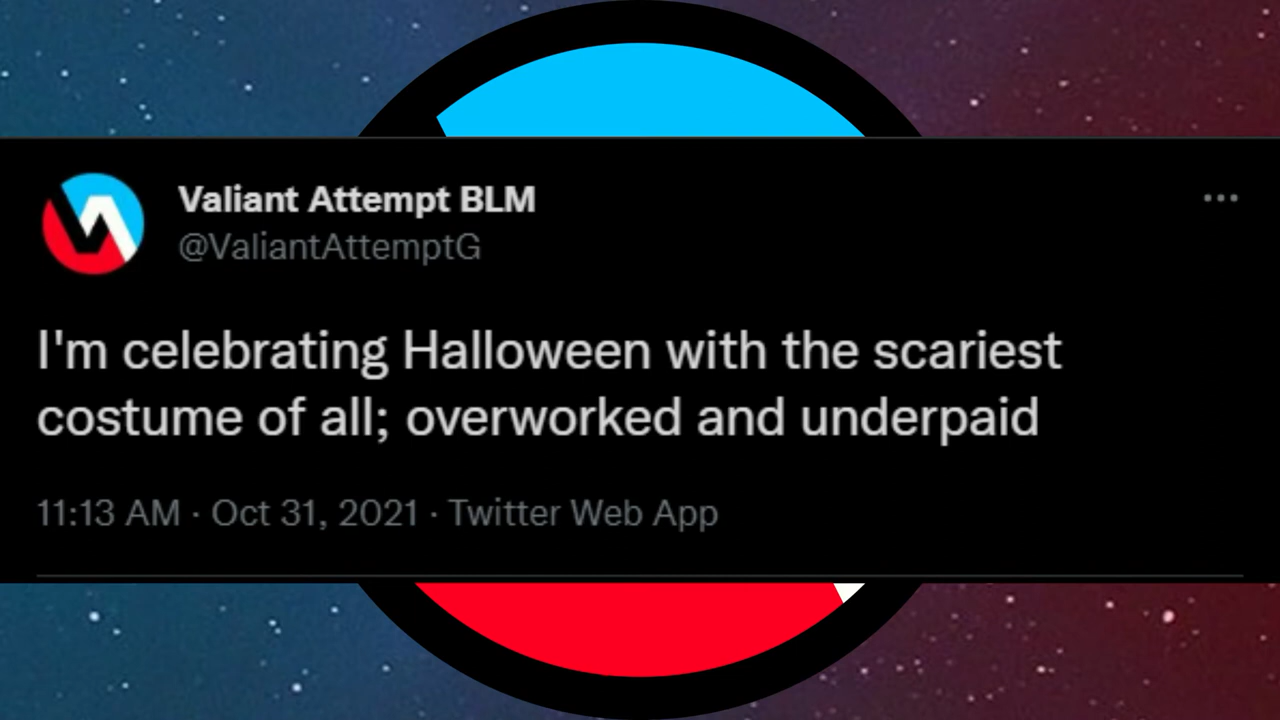 Valiant Attempt BLM
@ValiantAttemptG
I'm celebrating Halloween with the scariest
costume of all; overworked and underpaid
11:13 AM · Oct 31, 2021 · Twitter Web App